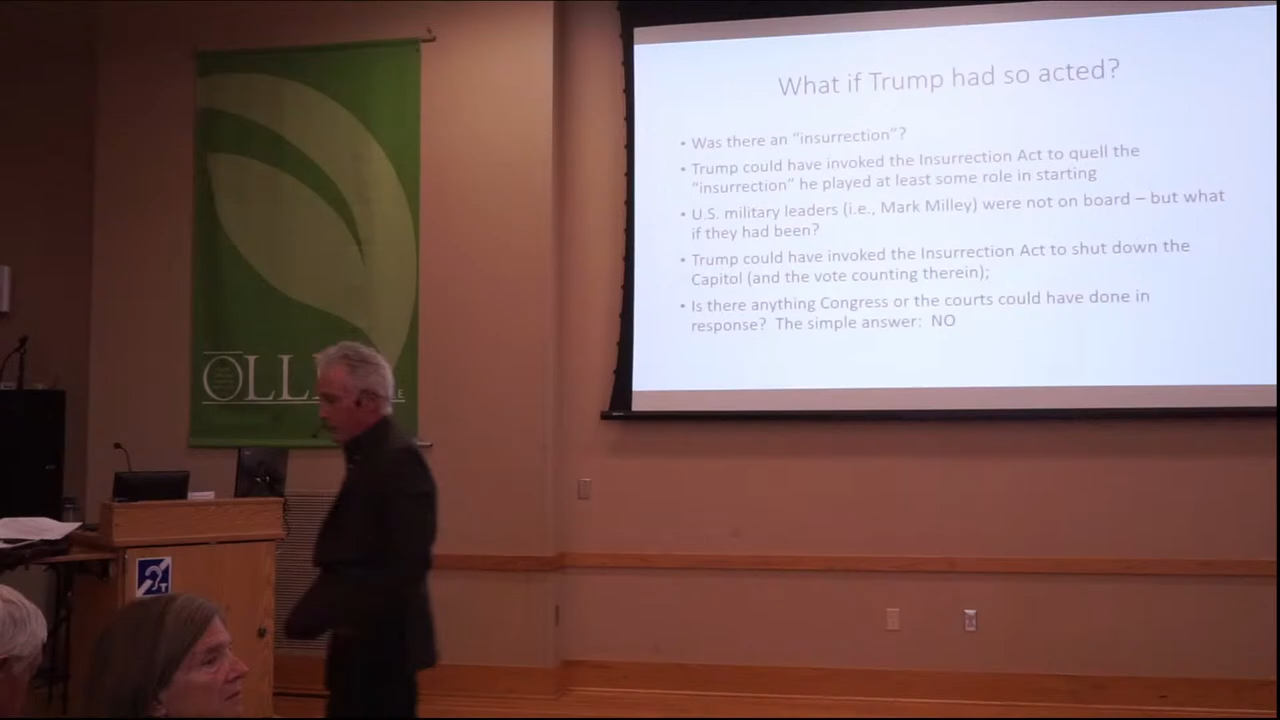 What if Trump had so acted?
• Was there an “insurrection”?
• Trump could have invoked the Insurrection Act to quell the
“insurrection” he played at least some role in starting
• U.S. military leaders (i.e., Mark Milley) were not on board – but what
if they had been?
• Trump could have invoked the Insurrection Act to shut down the
Capitol (and the vote counting therein);
• Is there anything Congress or the courts could have done in
response? The simple answer: NO
OLL
T